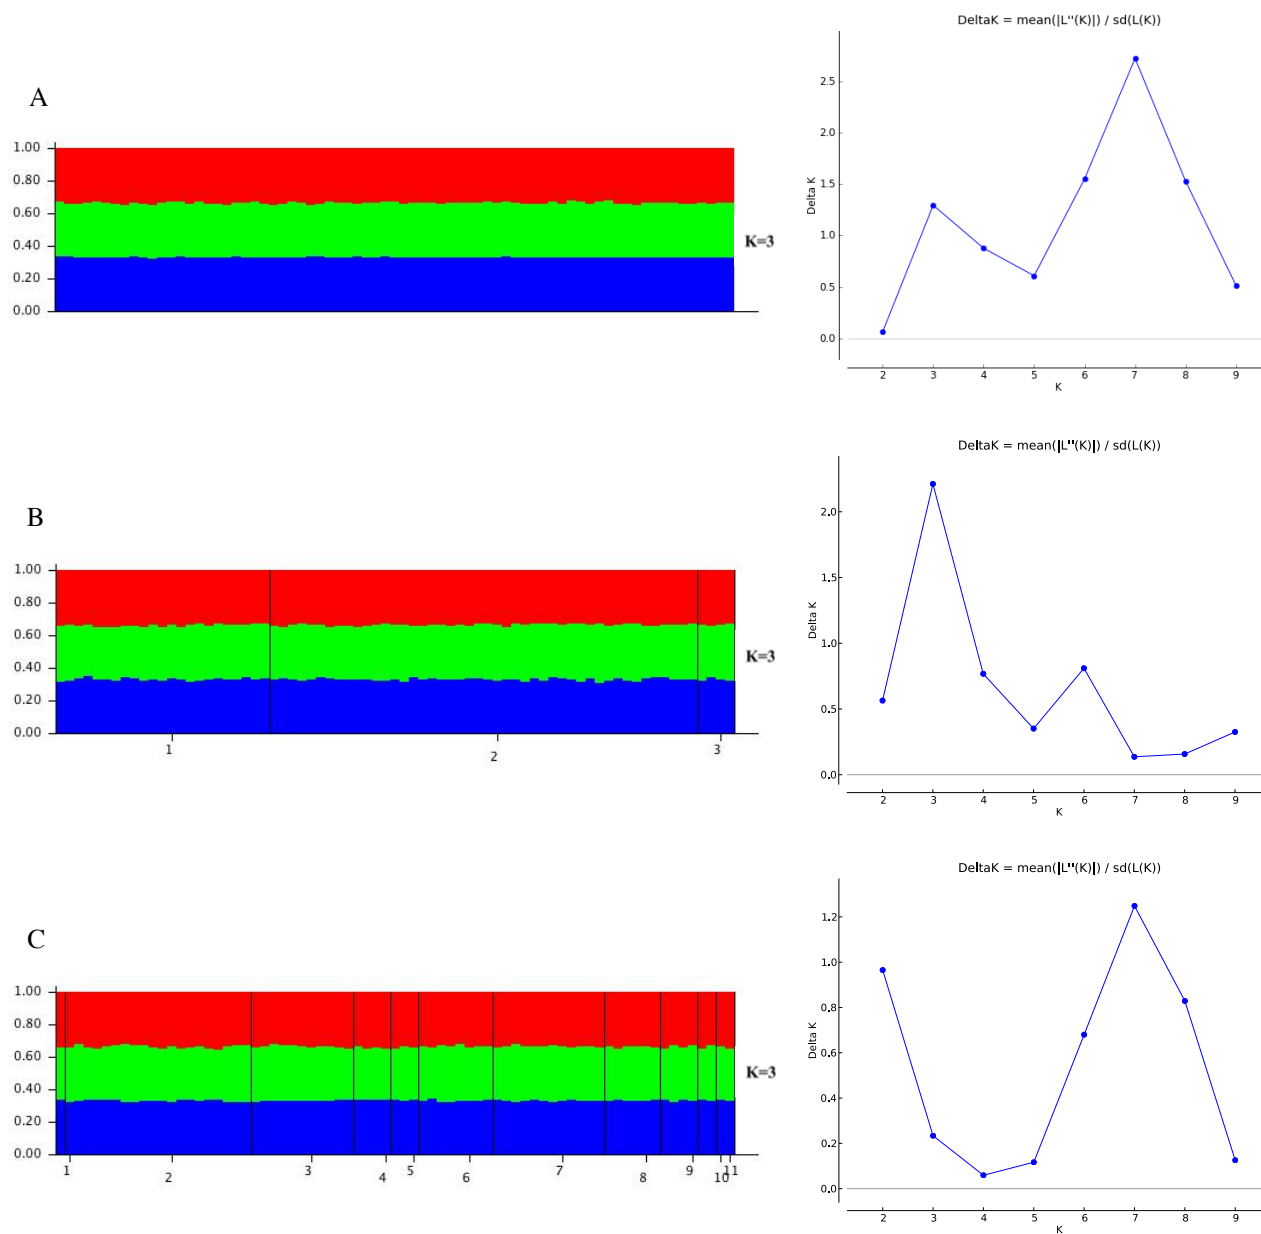 A
1.00
0.80
0.60
0.40
0.20
0.00
K=3
DeltaK = mean(|L''(K)|) / sd(L(K))
Delta K
2.5
2.0
1.5
1.0
0.5
0.0
2 3 4 5 6 7 8 9
K
B
1.00
0.80
0.60
0.40
0.20
0.00
1 2 3
K=3
DeltaK = mean(|L''(K)|) / sd(L(K))
Delta K
2.0
1.5
1.0
0.5
0.0
2 3 4 5 6 7 8 9
K
C
1.00
0.80
0.60
0.40
0.20
0.00
1 2 3 4 5 6 7 8 9 10 11
K=3
DeltaK = mean(|L''(K)|) / sd(L(K))
Delta K
1.2
1.0
0.8
0.6
0.4
0.2
0.0
2 3 4 5 6 7 8 9
K